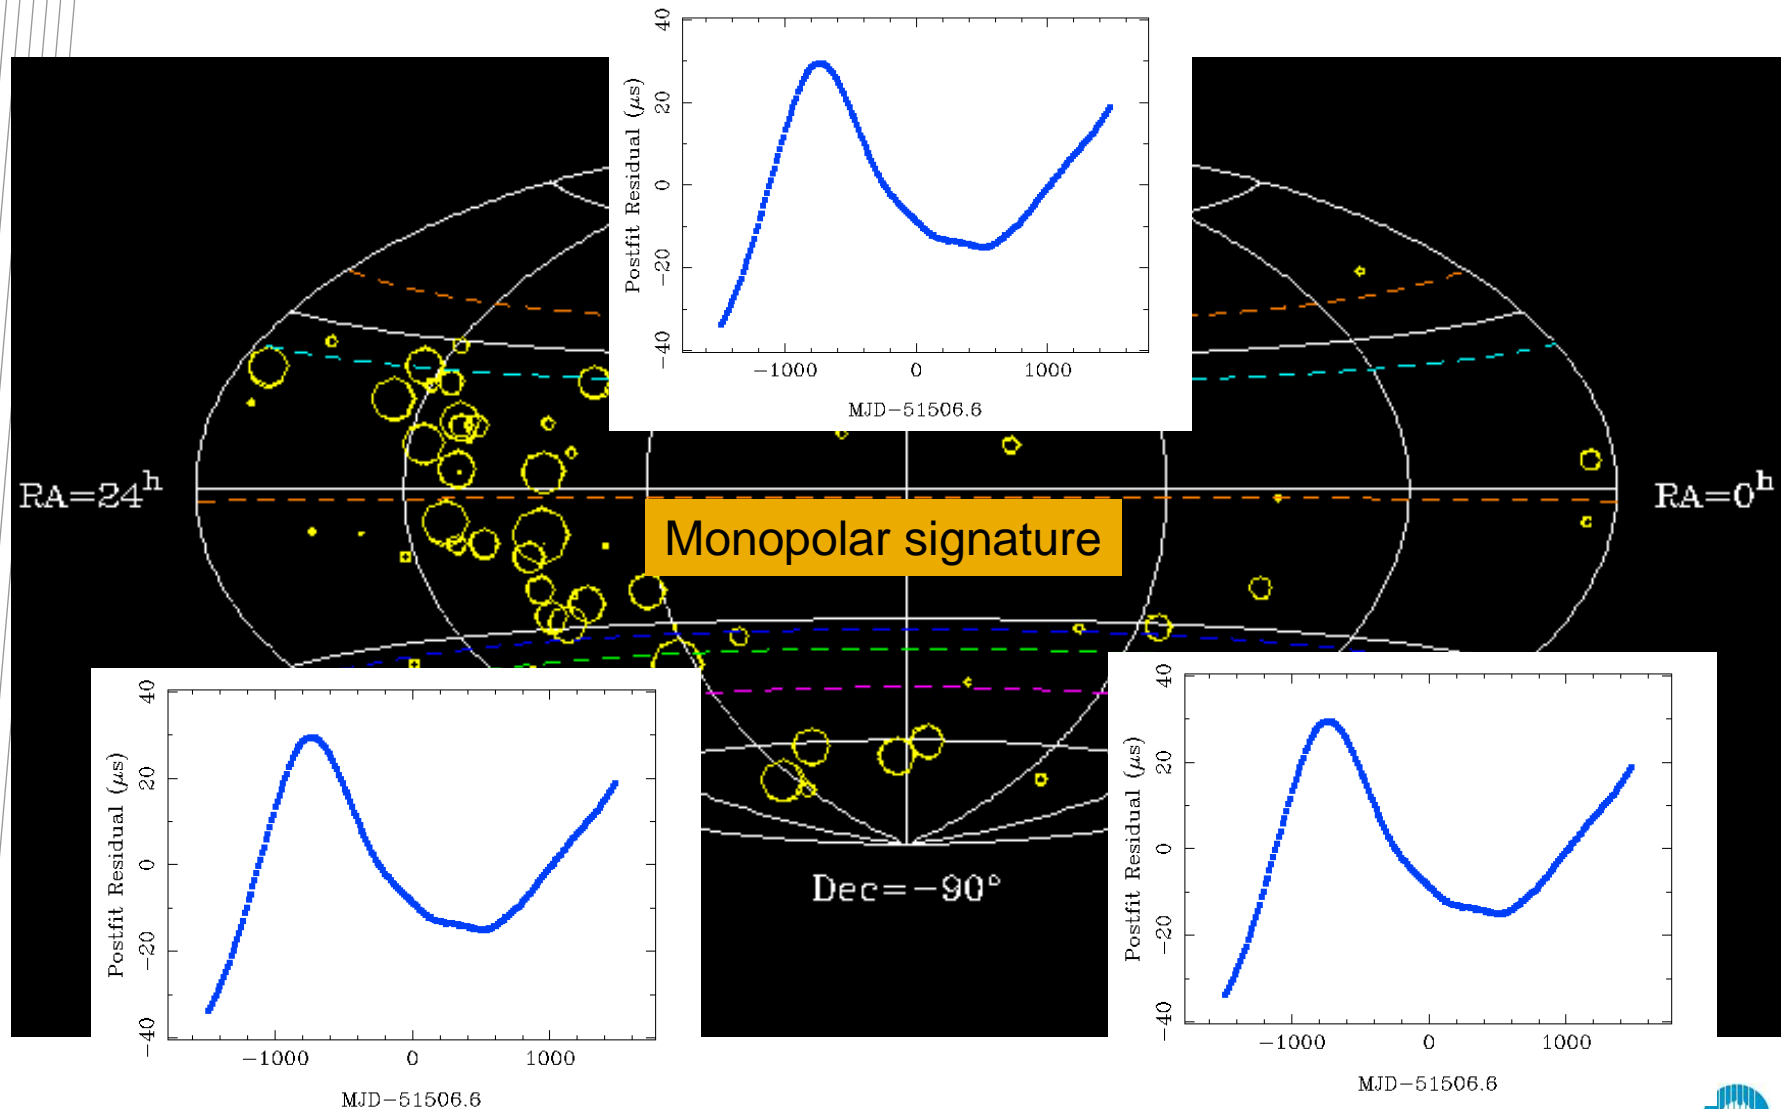 40
20
0
−20
−40
Postfit Residual (μs)
−1000 0 1000
MJD−51506.6
RA=24ʰ
RA=0ʰ
Monopolar signature
40
20
0
−20
−40
Postfit Residual (μs)
−1000 0 1000
MJD−51506.6
Dec=−90°
40
20
0
−20
−40
Postfit Residual (μs)
−1000 0 1000
MJD−51506.6